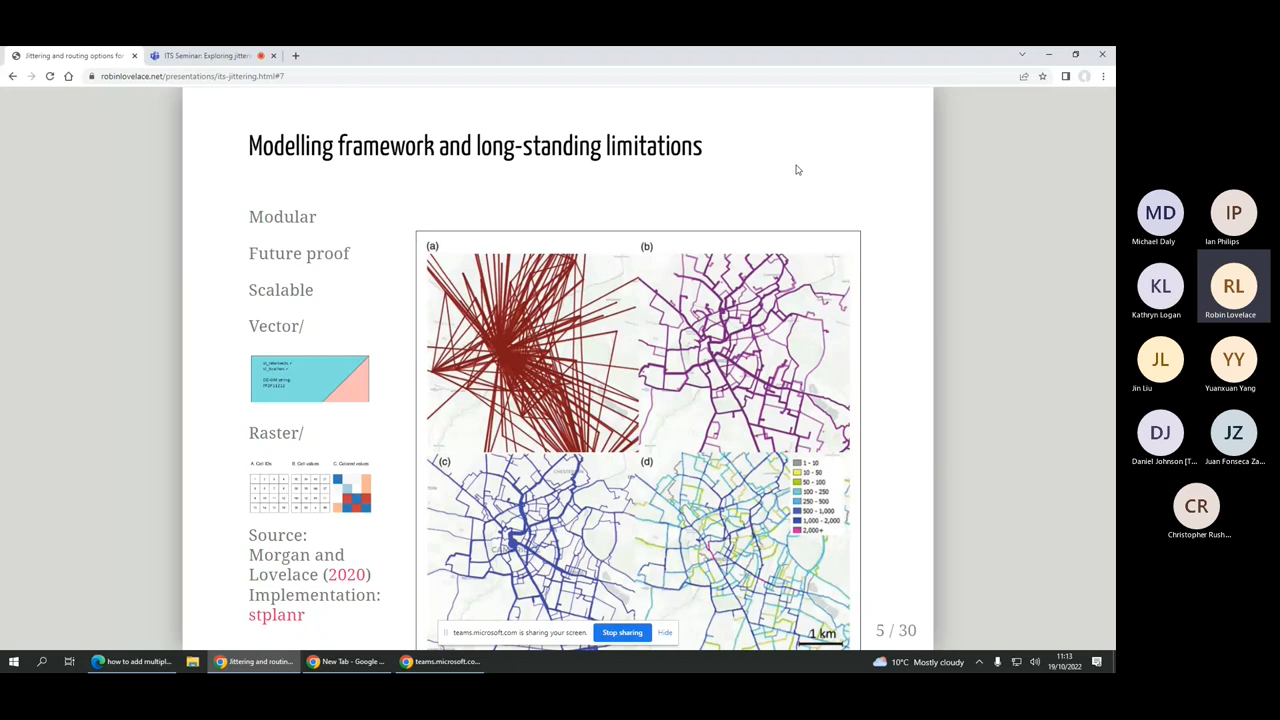 Jittering and routing options for
ITS Seminar: Exploring jitteri
robinlovelace.net/presentations/its-jittering.html#7
Modelling framework and long-standing limitations
Modular
Future proof
Scalable
Vector/
Raster/
A. Cell IDs
B. Cell values
C. Colored values
Source:
Morgan and
Lovelace (2020)
Implementation:
stplanr
(a)
(b)
(c)
(d)
1 - 10
10 - 50
50 - 100
100 - 250
250 - 500
500 - 1,000
1,000 - 2,000
2,000+
1 km
teams.microsoft.com is sharing your screen.
Stop sharing
Hide
5 / 30
MD
Michael Daly
IP
Ian Philips
KL
Kathryn Logan
RL
Robin Lovelace
JL
Jin Liu
YY
Yuanxuan Yang
DJ
Daniel Johnson [T...
JZ
Juan Fonseca Za...
CR
Christopher Rush...
how to add multipl...
Jittering and routin...
New Tab - Google ...
teams.microsoft.co...
10°C Mostly cloudy
11:13
19/10/2022